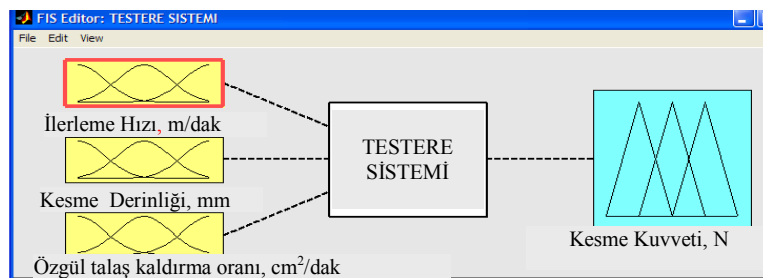 FIS Editor: TESTERE SISTEMI
File Edit View
İlerleme Hızı, m/dak
Kesme Derinliği, mm
Özgül talaş kaldırma oranı, cm²/dak
TESTERE
SİSTEMİ
Kesme Kuvveti, N